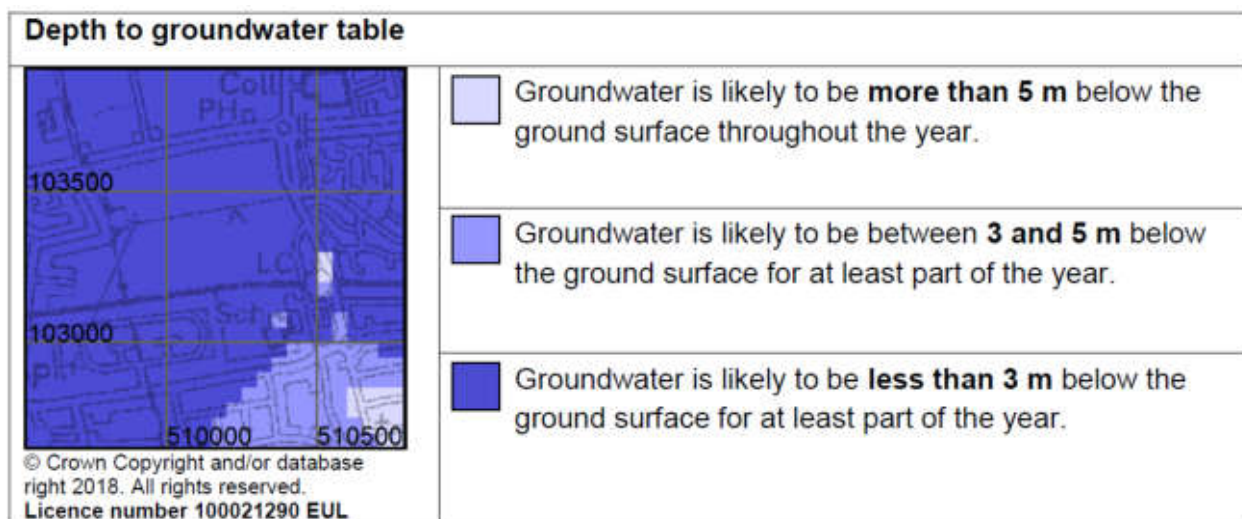 Depth to groundwater table
Coll
PH
103500
LC
Sch
103000
510000
510500
© Crown Copyright and/or database
right 2018. All rights reserved.
Licence number 100021290 EUL
Groundwater is likely to be more than 5 m below the
ground surface throughout the year.
Groundwater is likely to be between 3 and 5 m below
the ground surface for at least part of the year.
Groundwater is likely to be less than 3 m below the
ground surface for at least part of the year.